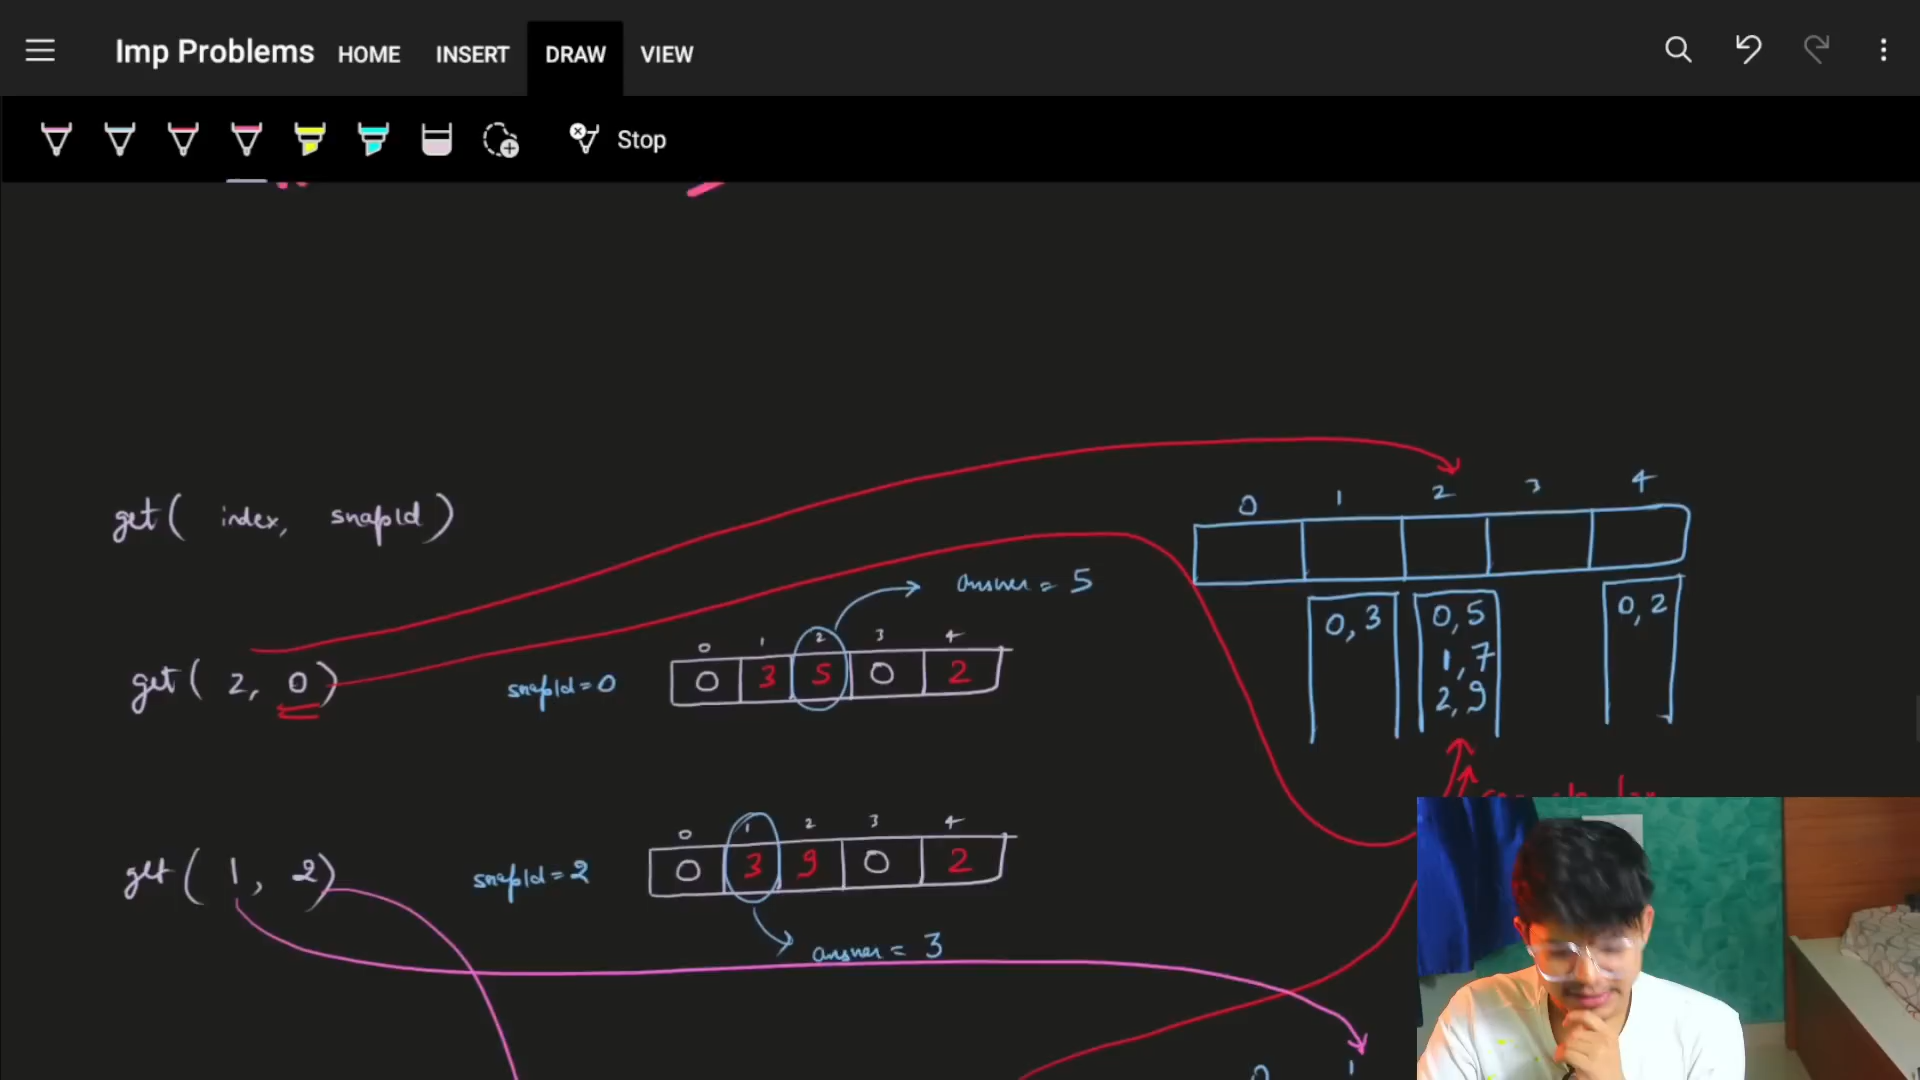 Imp Problems HOME INSERT DRAW VIEW
Stop
get( index, snapId)
0 1 2 3 4
answer = 5
0,3 0,5 0,2
1,7
2,9
get( 2, 0) snapId=0
0 1 2 3 4
0 3 5 0 2
get( 1, 2) snapId=2
0 1 2 3 4
0 3 9 0 2
answer = 3
0 1